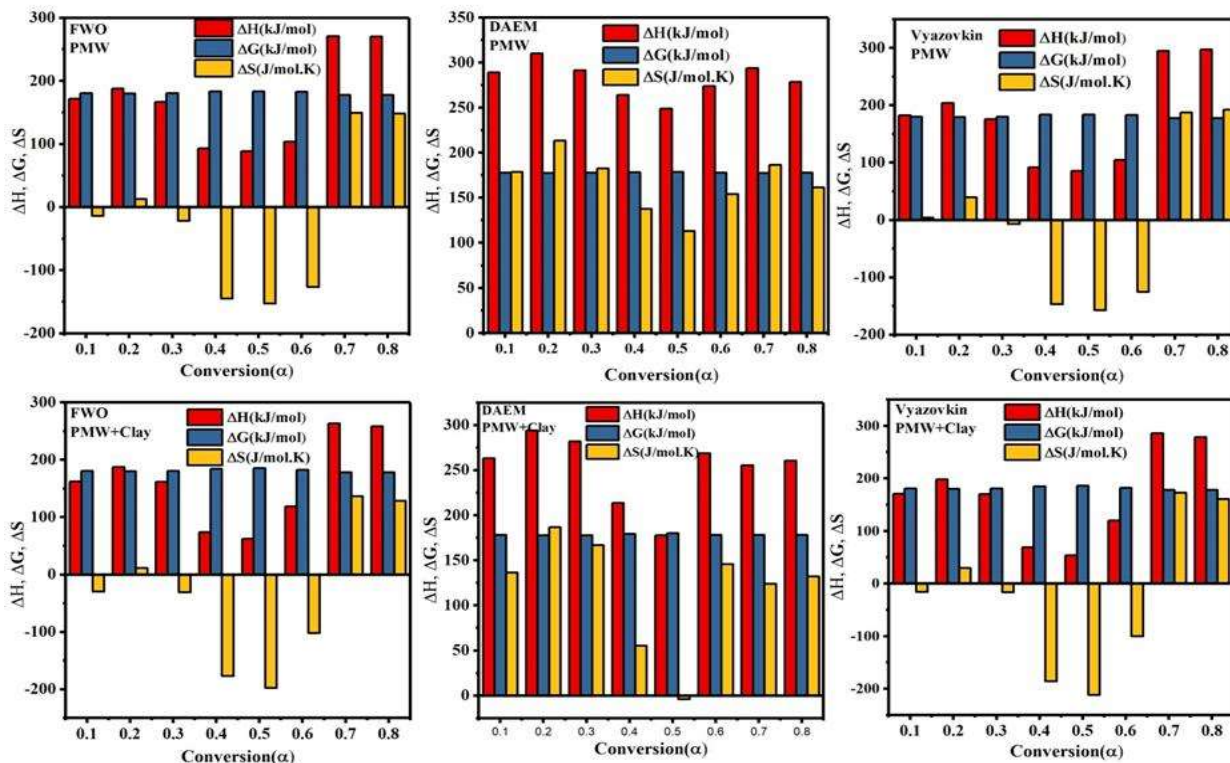 FWO
PMW
ΔH(kJ/mol)
ΔG(kJ/mol)
ΔS(J/mol.K)
300
200
100
0
-100
-200
ΔH, ΔG, ΔS
0.1 0.2 0.3 0.4 0.5 0.6 0.7 0.8
Conversion(α)
DAEM
PMW
ΔH(kJ/mol)
ΔG(kJ/mol)
ΔS(J/mol.K)
350
300
250
200
150
100
50
0
ΔH, ΔG, ΔS
0.1 0.2 0.3 0.4 0.5 0.6 0.7 0.8
Conversion(α)
Vyazovkin
PMW
ΔH(kJ/mol)
ΔG(kJ/mol)
ΔS(J/mol.K)
300
200
100
0
-100
-200
ΔH, ΔG, ΔS
0.1 0.2 0.3 0.4 0.5 0.6 0.7 0.8
Conversion(α)
FWO
PMW+Clay
ΔH(kJ/mol)
ΔG(kJ/mol)
ΔS(J/mol.K)
300
200
100
0
-100
-200
ΔH, ΔG, ΔS
0.1 0.2 0.3 0.4 0.5 0.6 0.7 0.8
Conversion(α)
DAEM
PMW+Clay
ΔH(kJ/mol)
ΔG(kJ/mol)
ΔS(J/mol.K)
300
250
200
150
100
50
0
ΔH, ΔG, ΔS
0.1 0.2 0.3 0.4 0.5 0.6 0.7 0.8
Conversion(α)
Vyazovkin
PMW+Clay
ΔH(kJ/mol)
ΔG(kJ/mol)
ΔS(J/mol.K)
300
200
100
0
-100
-200
ΔH, ΔG, ΔS
0.1 0.2 0.3 0.4 0.5 0.6 0.7 0.8
Conversion(α)